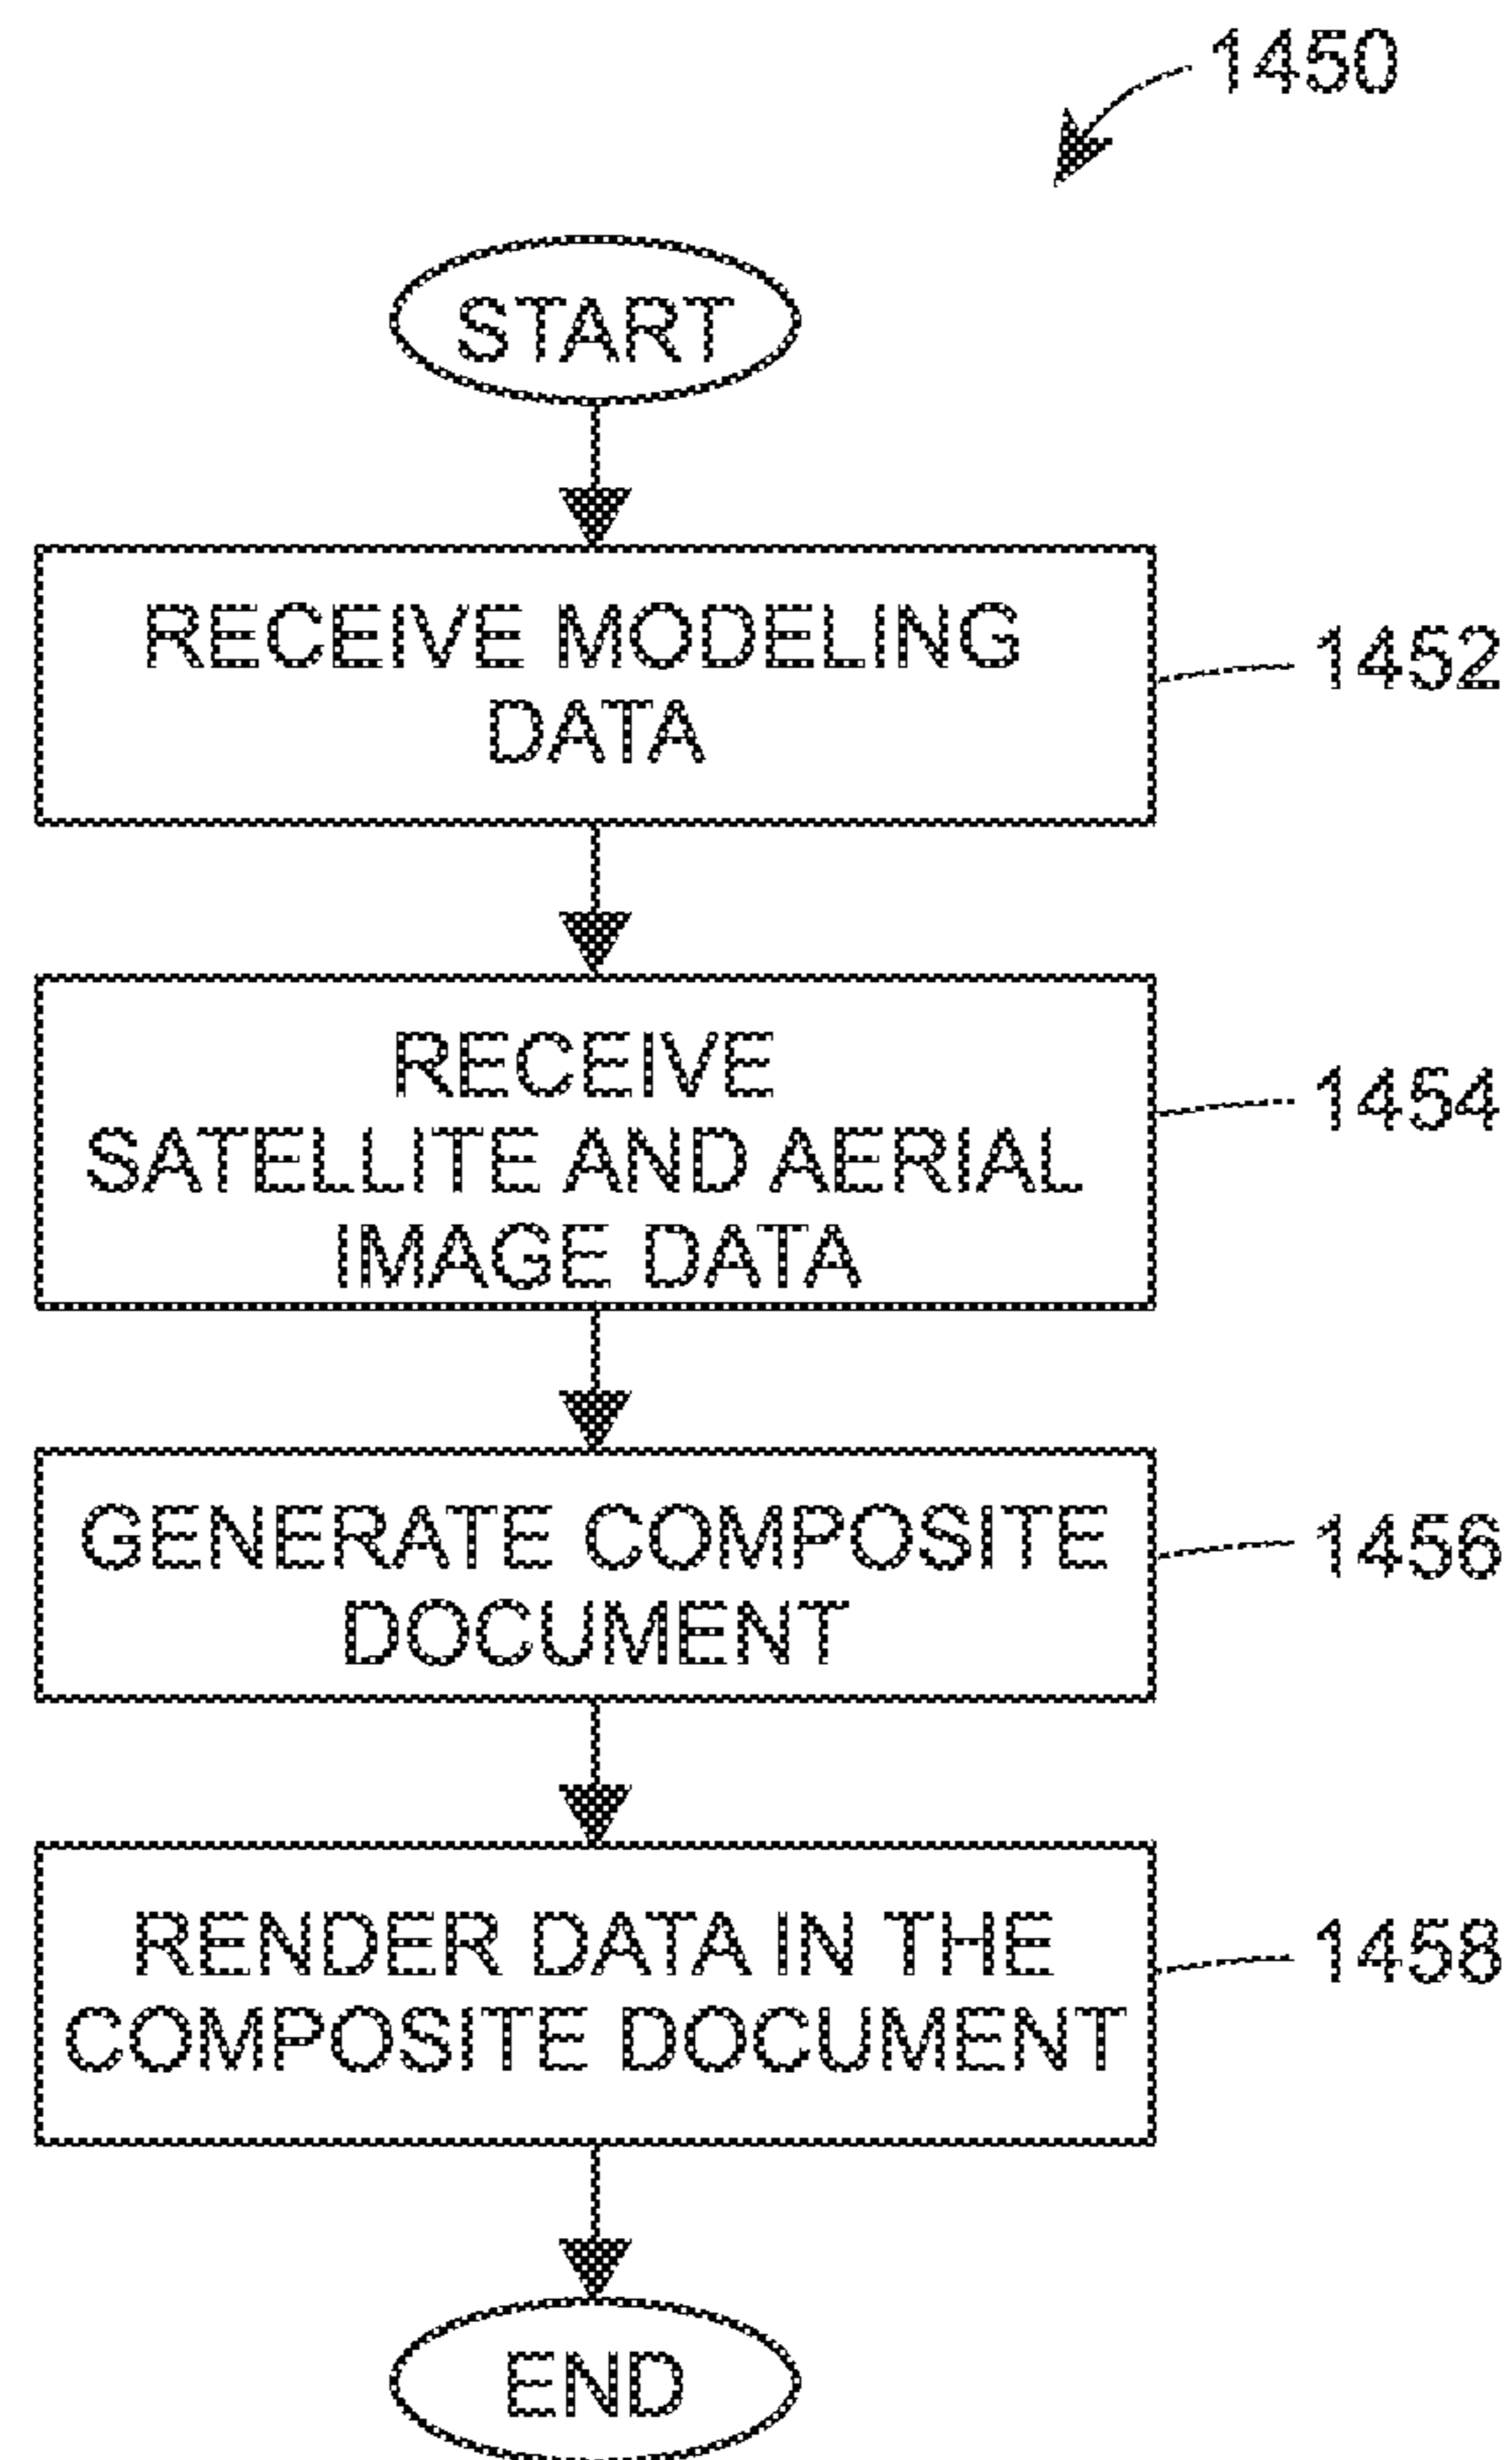 1450
START
RECEIVE MODELING
DATA
1452
RECEIVE
SATELLITE AND AERIAL
IMAGE DATA
1454
GENERATE COMPOSITE
DOCUMENT
1456
RENDER DATA IN THE
COMPOSITE DOCUMENT
1458
END